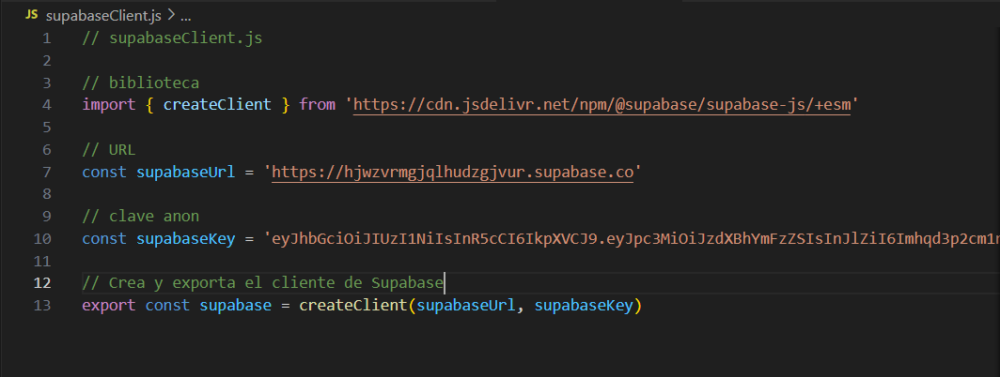 JS supabaseClient.js > ...
1 // supabaseClient.js
2
3 // biblioteca
4 import { createClient } from 'https://cdn.jsdelivr.net/npm/@supabase/supabase-js/+esm'
5
6 // URL
7 const supabaseUrl = 'https://hjwzvrmgjqlhudzgjvur.supabase.co'
8
9 // clave anon
10 const supabaseKey = 'eyJhbGciOiJIUzI1NiIsInR5cCI6IkpXVCJ9.eyJpc3MiOiJzdXBhYmFzZSIsInJlZiI6Imhqd3p2cm1n
11
12 // Crea y exporta el cliente de Supabase
13 export const supabase = createClient(supabaseUrl, supabaseKey)